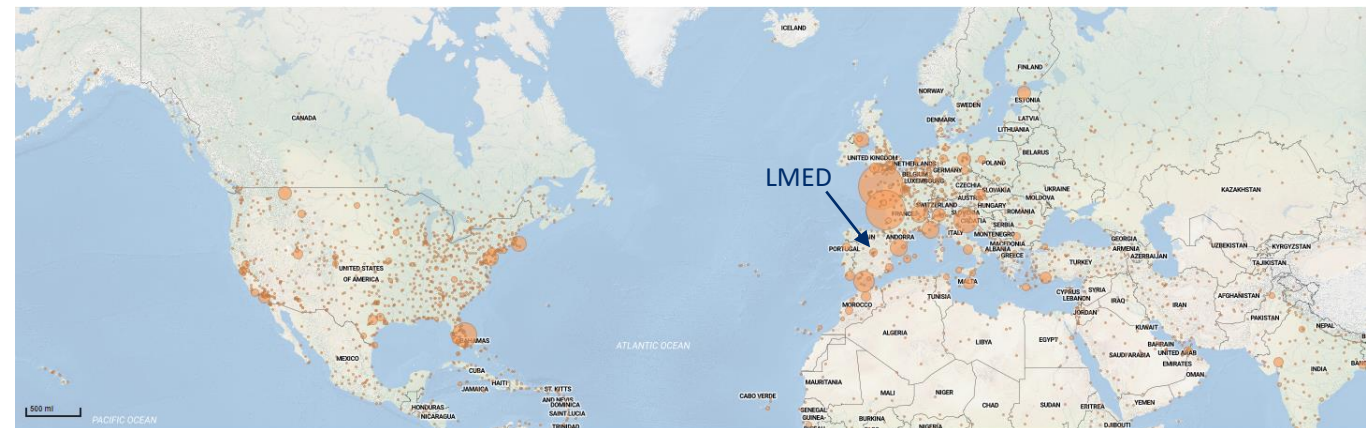 ICELAND
FINLAND
NORWAY
SWEDEN
ESTONIA
LATVIA
DENMARK
LITHUANIA
CANADA
BELARUS
UNITED KINGDOM
NETHERLANDS
POLAND
BELGIUM
GERMANY
LUXEMBOURG
LMED
CZECHIA
SLOVAKIA
UKRAINE
KAZAKHSTAN
MOLDOVA
SWITZERLAND
HUNGARY
ROMANIA
SERBIA
ANDORRA
ITALY
MONTENEGRO
MACEDONIA
GEORGIA
PORTUGAL
ALBANIA
GREECE
ARMENIA
AZERBAIJAN
UZBEKISTAN
KYRGYZSTAN
TAJIKISTAN
TURKEY
UNITED STATES
OF AMERICA
MALTA
CYPRUS
SYRIA
LEBANON
TUNISIA
MOROCCO
IRAQ
IRAN
AFGHANISTAN
JORDAN
PAKISTAN
KUWAIT
NEPAL
ALGERIA
LIBYA
EGYPT
BAHRAIN
SAUDI ARABIA
UNITED ARAB
EMIRATES
BAHAMAS
ATLANTIC OCEAN
MEXICO
CUBA
HAITI
JAMAICA
ST. KITTS
AND NEVIS
DOMINICA
SAINT LUCIA
TRINIDAD
HONDURAS
NICARAGUA
INDIA
OMAN
MAURITANIA
MALI
NIGER
CHAD
SUDAN
ERITREA
YEMEN
CABO VERDE
SENEGAL
GUINEA-
BURKINA
NIGERIA
DJIBOUTI
500 mi
PACIFIC OCEAN